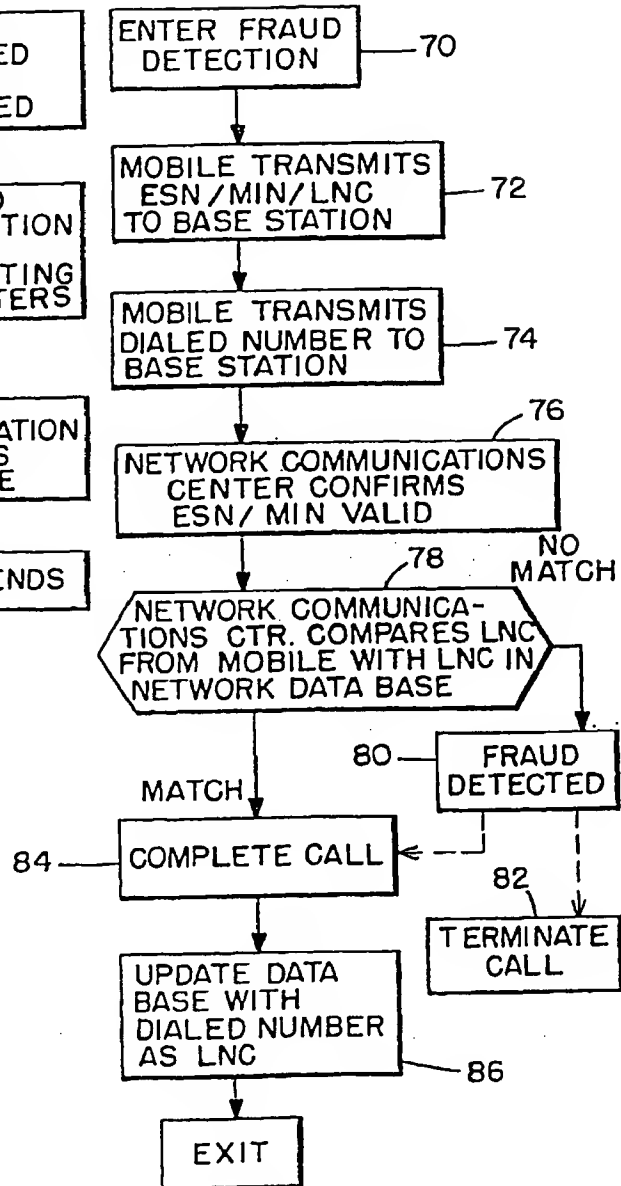 ED
ED
TION
TING
TERS
ATION
S
E
ENDS
ENTER FRAUD
DETECTION
70
MOBILE TRANSMITS
ESN/MIN/LNC
TO BASE STATION
72
MOBILE TRANSMITS
DIALED NUMBER TO
BASE STATION
74
76
NETWORK COMMUNICATIONS
CENTER CONFIRMS
ESN/MIN VALID
78
NO
MATCH
NETWORK COMMUNICA-
TIONS CTR. COMPARES LNC
FROM MOBILE WITH LNC IN
NETWORK DATA BASE
80
FRAUD
DETECTED
MATCH
84
COMPLETE CALL
82
TERMINATE
CALL
UPDATE DATA
BASE WITH
DIALED NUMBER
AS LNC
86
EXIT